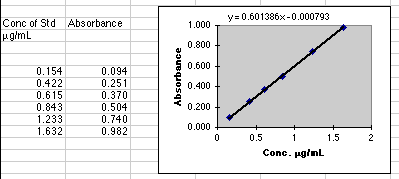 Conc of Std Absorbance
µg/mL
0.154 0.094
0.422 0.251
0.615 0.370
0.843 0.504
1.233 0.740
1.632 0.982
y = 0.601386x - 0.000793
1.000
0.800
0.600
0.400
0.200
0.000
Absorbance
0 0.5 1 1.5 2
Conc. µg/mL